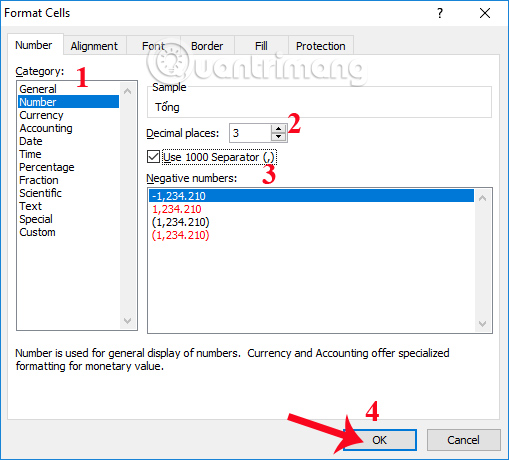 Format Cells
?
Number
Alignment
Font
Border
Fill
Protection
Category:
1
Quantrimang
General
Number
Currency
Accounting
Date
Time
Percentage
Fraction
Scientific
Text
Special
Custom
Sample
Tổng
Decimal places: 3
2
Use 1000 Separator (,)
3
Negative numbers:
-1,234.210
1,234.210
(1,234.210)
(1,234.210)
Number is used for general display of numbers. Currency and Accounting offer specialized
formatting for monetary value.
4
OK
Cancel